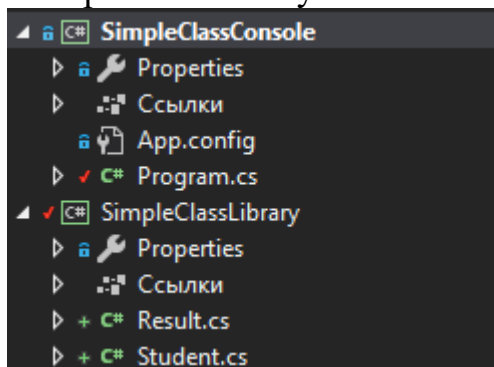 C# SimpleClassConsole
Properties
Ссылки
App.config
C# Program.cs
C# SimpleClassLibrary
Properties
Ссылки
C# Result.cs
C# Student.cs